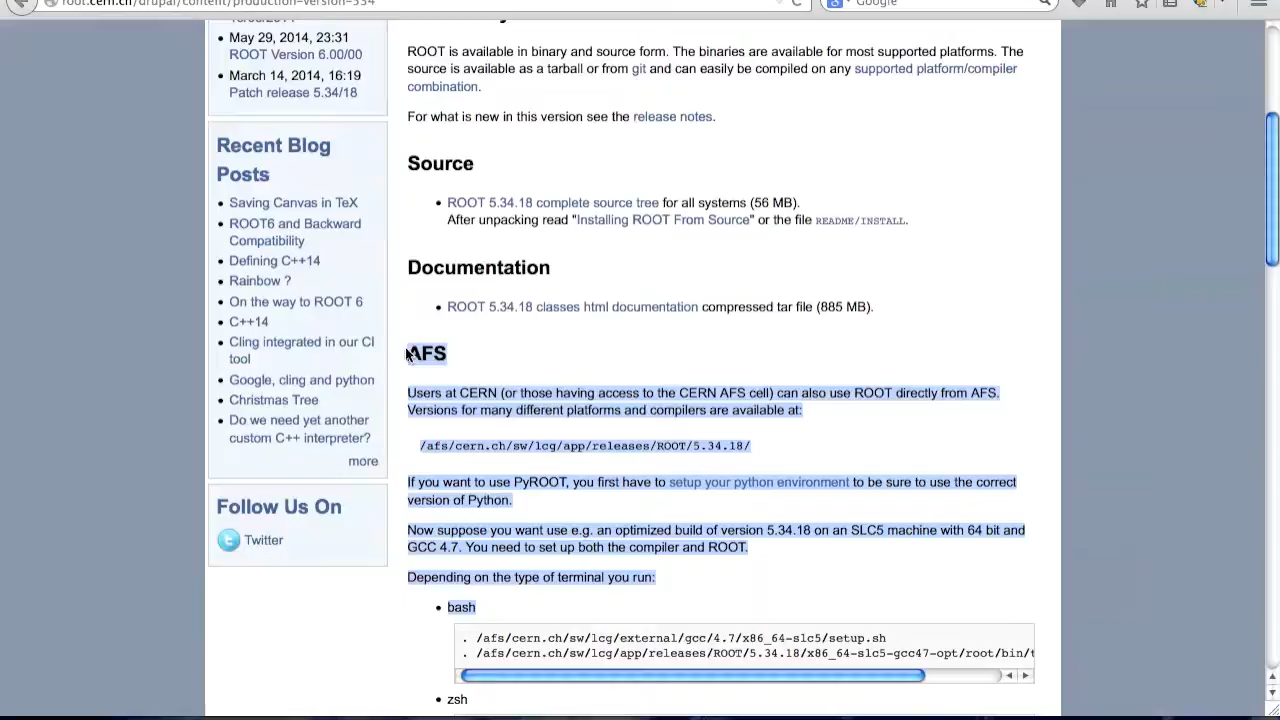 root.cern.ch/drupal/content/production-version-534
Google
May 29, 2014, 23:31
ROOT Version 6.00/00
March 14, 2014, 16:19
Patch release 5.34/18
Recent Blog
Posts
Saving Canvas in TeX
ROOT6 and Backward
Compatibility
Defining C++14
Rainbow ?
On the way to ROOT 6
C++14
Cling integrated in our CI
tool
Google, cling and python
Christmas Tree
Do we need yet another
custom C++ interpreter?
more
Follow Us On
Twitter
ROOT is available in binary and source form. The binaries are available for most supported platforms. The
source is available as a tarball or from git and can easily be compiled on any supported platform/compiler
combination.
For what is new in this version see the release notes.
Source
ROOT 5.34.18 complete source tree for all systems (56 MB).
After unpacking read "Installing ROOT From Source" or the file README/INSTALL.
Documentation
ROOT 5.34.18 classes html documentation compressed tar file (885 MB).
AFS
Users at CERN (or those having access to the CERN AFS cell) can also use ROOT directly from AFS.
Versions for many different platforms and compilers are available at:
/afs/cern.ch/sw/lcg/app/releases/ROOT/5.34.18/
If you want to use PyROOT, you first have to setup your python environment to be sure to use the correct
version of Python.
Now suppose you want use e.g. an optimized build of version 5.34.18 on an SLC5 machine with 64 bit and
GCC 4.7. You need to set up both the compiler and ROOT.
Depending on the type of terminal you run:
bash
. /afs/cern.ch/sw/lcg/external/gcc/4.7/x86_64-slc5/setup.sh
. /afs/cern.ch/sw/lcg/app/releases/ROOT/5.34.18/x86_64-slc5-gcc47-opt/root/bin/t
zsh